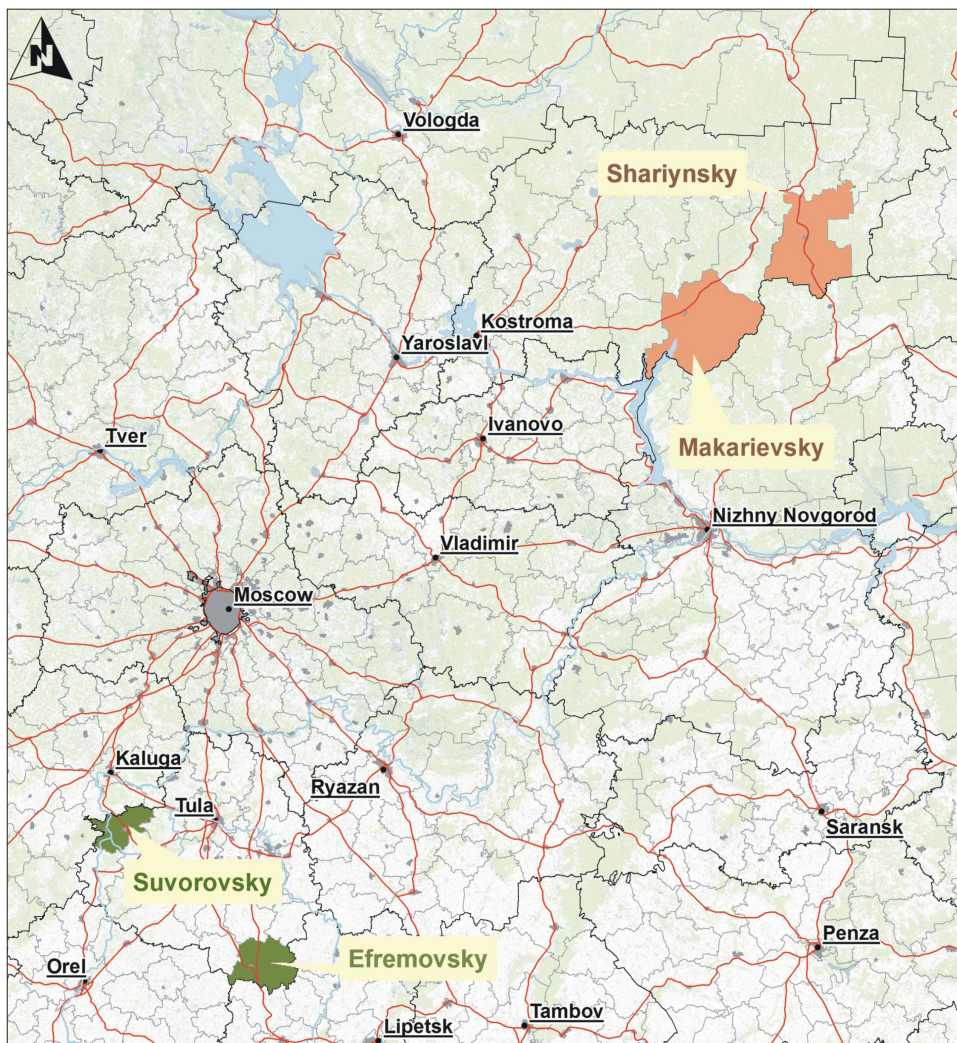 N
Vologda
Shariynsky
Kostroma
Yaroslavl
Ivanovo
Tver
Makarievsky
Nizhny Novgorod
Vladimir
Moscow
Kaluga
Ryazan
Tula
Saransk
Suvorovsky
Penza
Efremovsky
Orel
Tambov
Lipetsk